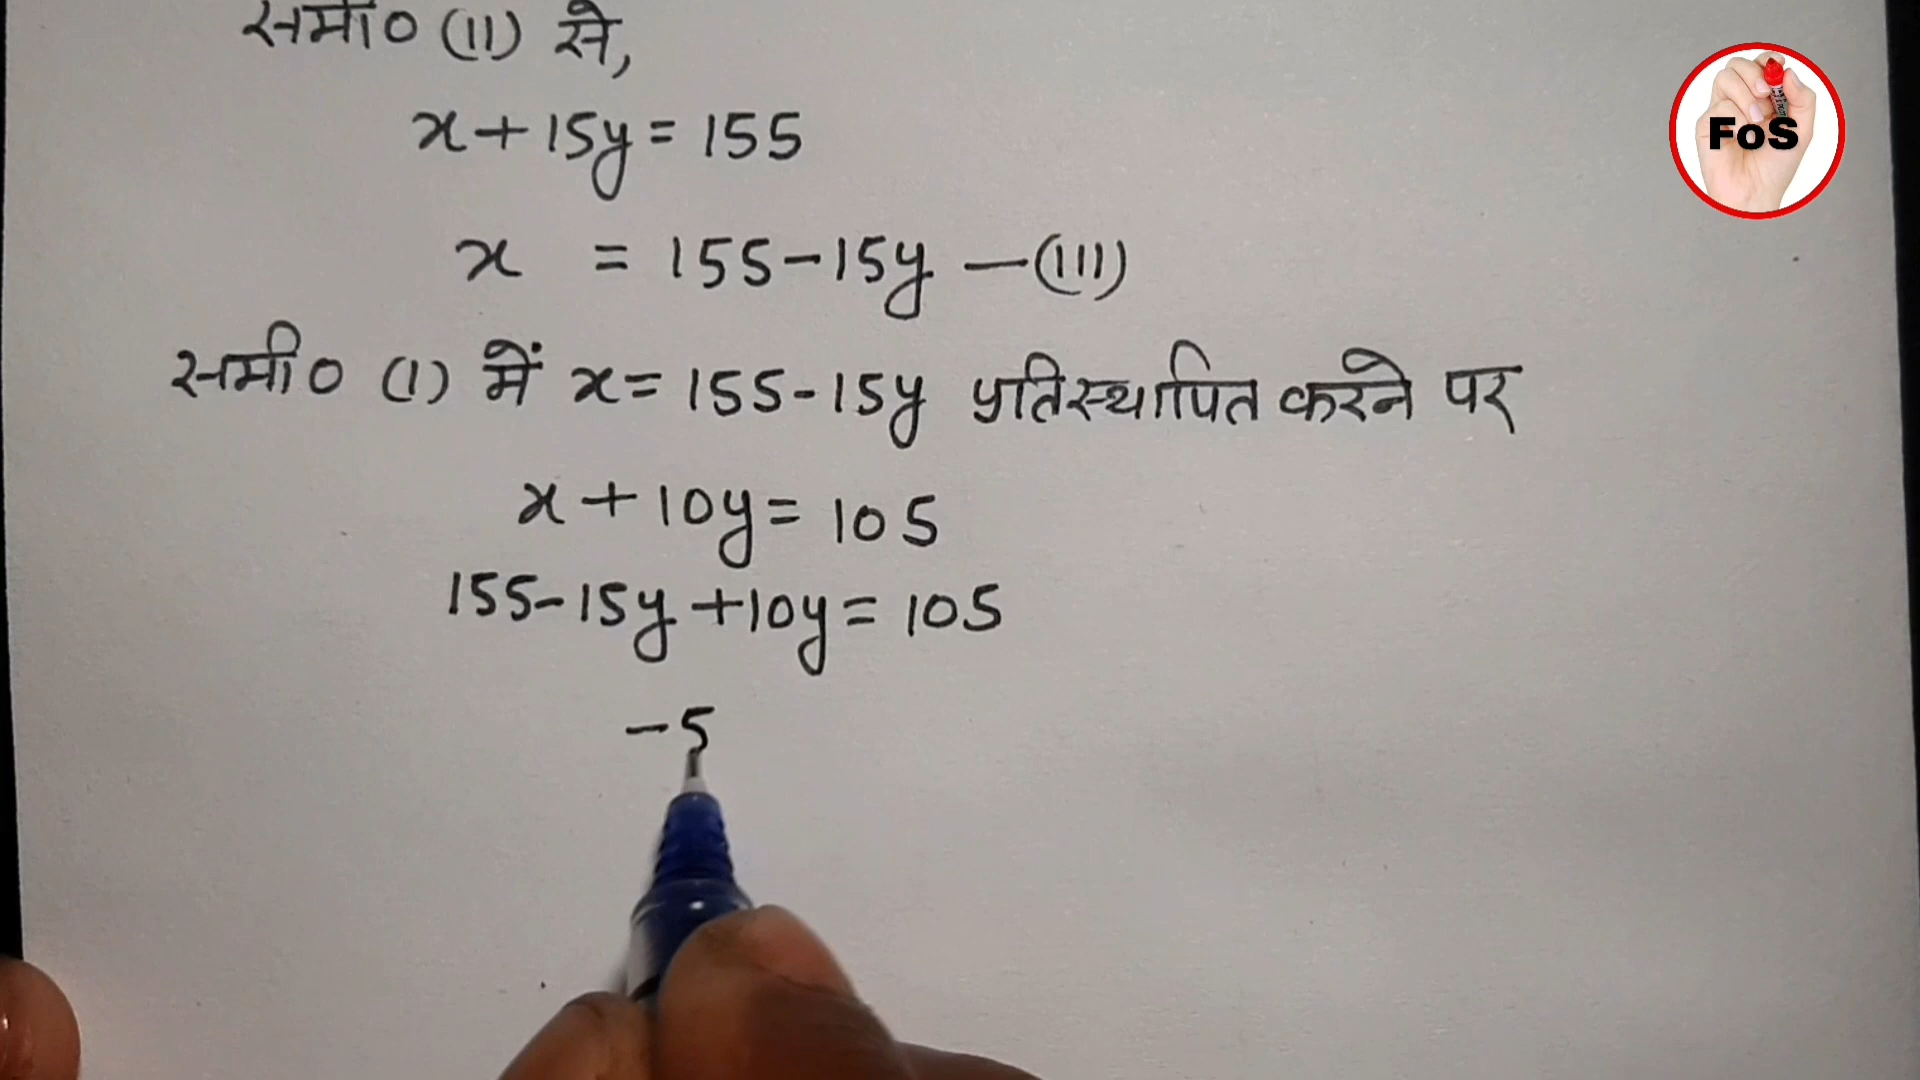 समी० (II) से,
x+15y=155
x = 155-15y —(III)
समी० (I) में x=155-15y प्रतिस्थापित करने पर
x+10y=105
155-15y+10y=105
-5
FoS